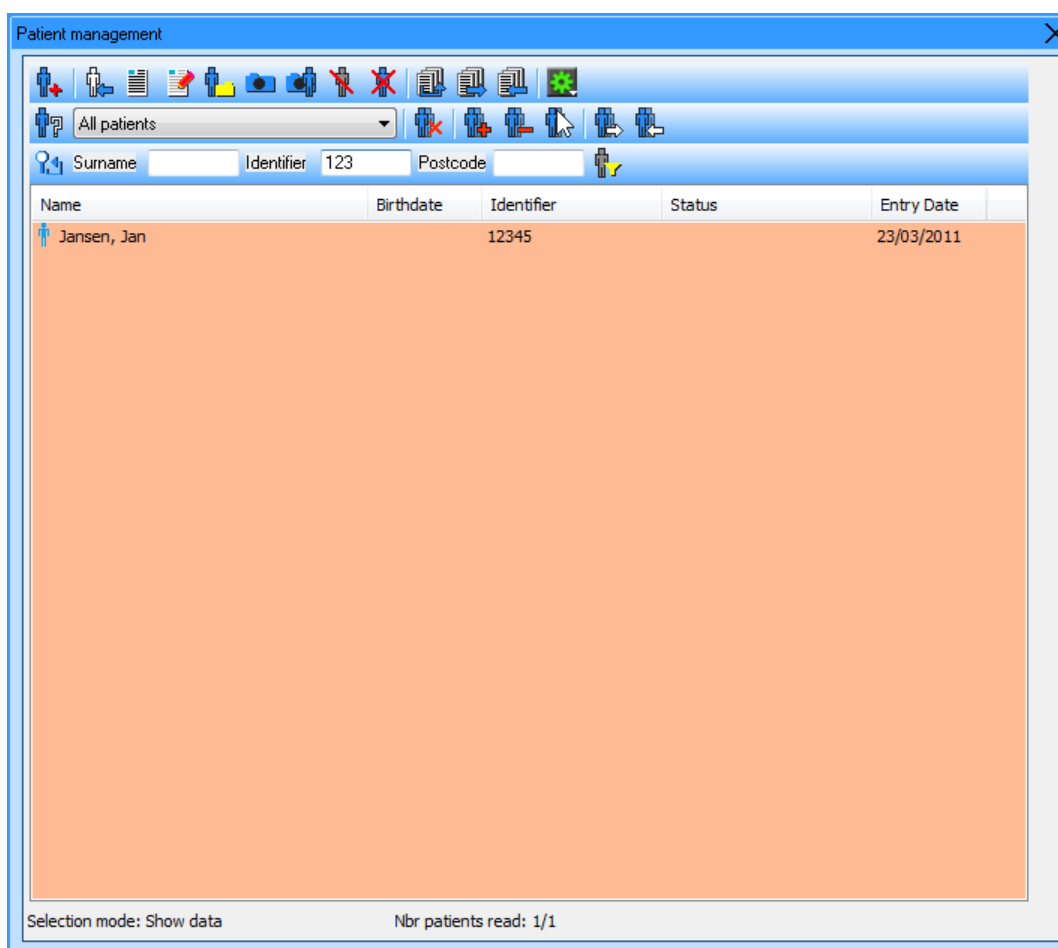 Patient management
All patients
Surname Identifier 123 Postcode
Name Birthdate Identifier Status Entry Date
Jansen, Jan 12345 23/03/2011
Selection mode: Show data Nbr patients read: 1/1